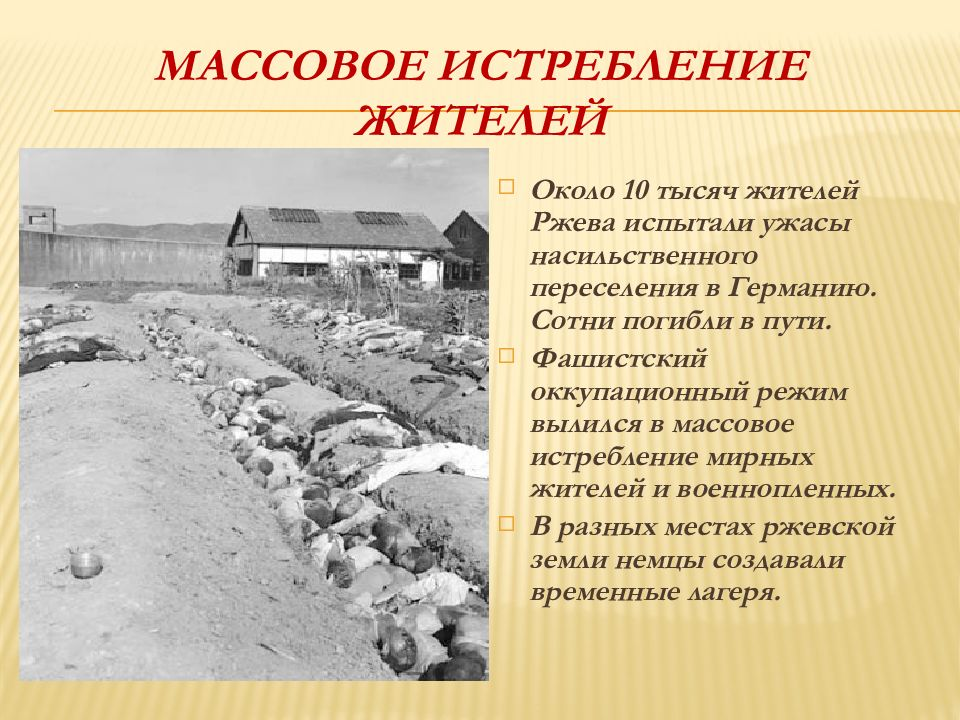 МАССОВОЕ ИСТРЕБЛЕНИЕ
ЖИТЕЛЕЙ
Около 10 тысяч жителей
Ржева испытали ужасы
насильственного
переселения в Германию.
Сотни погибли в пути.
Фашистский
оккупационный режим
вылился в массовое
истребление мирных
жителей и военнопленных.
В разных местах ржевской
земли немцы создавали
временные лагеря.